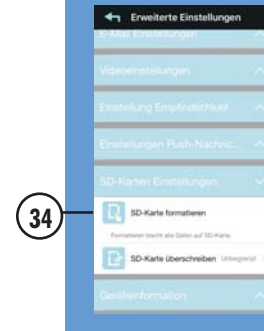 Erweiterte Einstellungen
E-Mail Einstellungen
Videoeinstellungen
Einstellung Empfindlichkeit
Einstellungen Push-Nachric...
SD-Karten Einstellungen
34
SD-Karte formatieren
Formatieren löscht alle Daten auf SD-Karte.
SD-Karte überschreiben Unbegrenzt
Geräteinformation